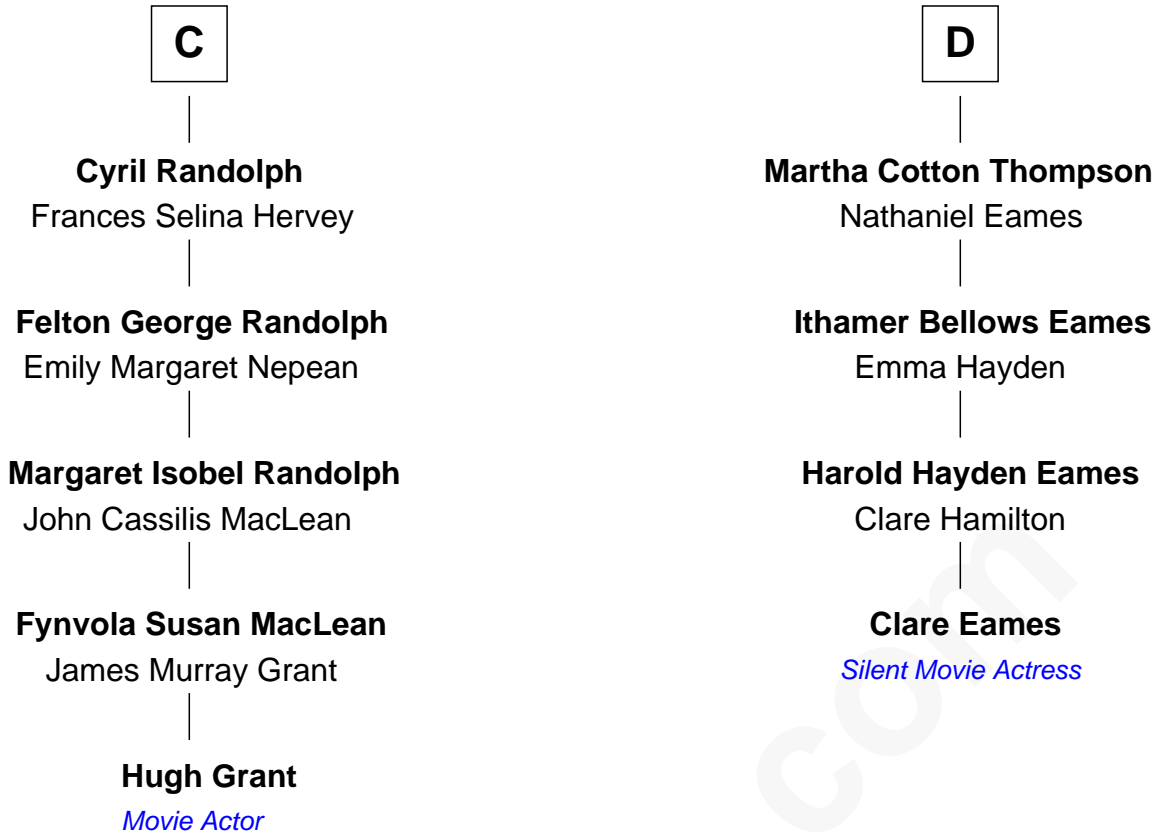 C
Cyril Randolph
Frances Selina Hervey
Felton George Randolph
Emily Margaret Nepean
Margaret Isobel Randolph
John Cassilis MacLean
Fynvola Susan MacLean
James Murray Grant
Hugh Grant
Movie Actor
D
Martha Cotton Thompson
Nathaniel Eames
Ithamer Bellows Eames
Emma Hayden
Harold Hayden Eames
Clare Hamilton
Clare Eames
Silent Movie Actress
com